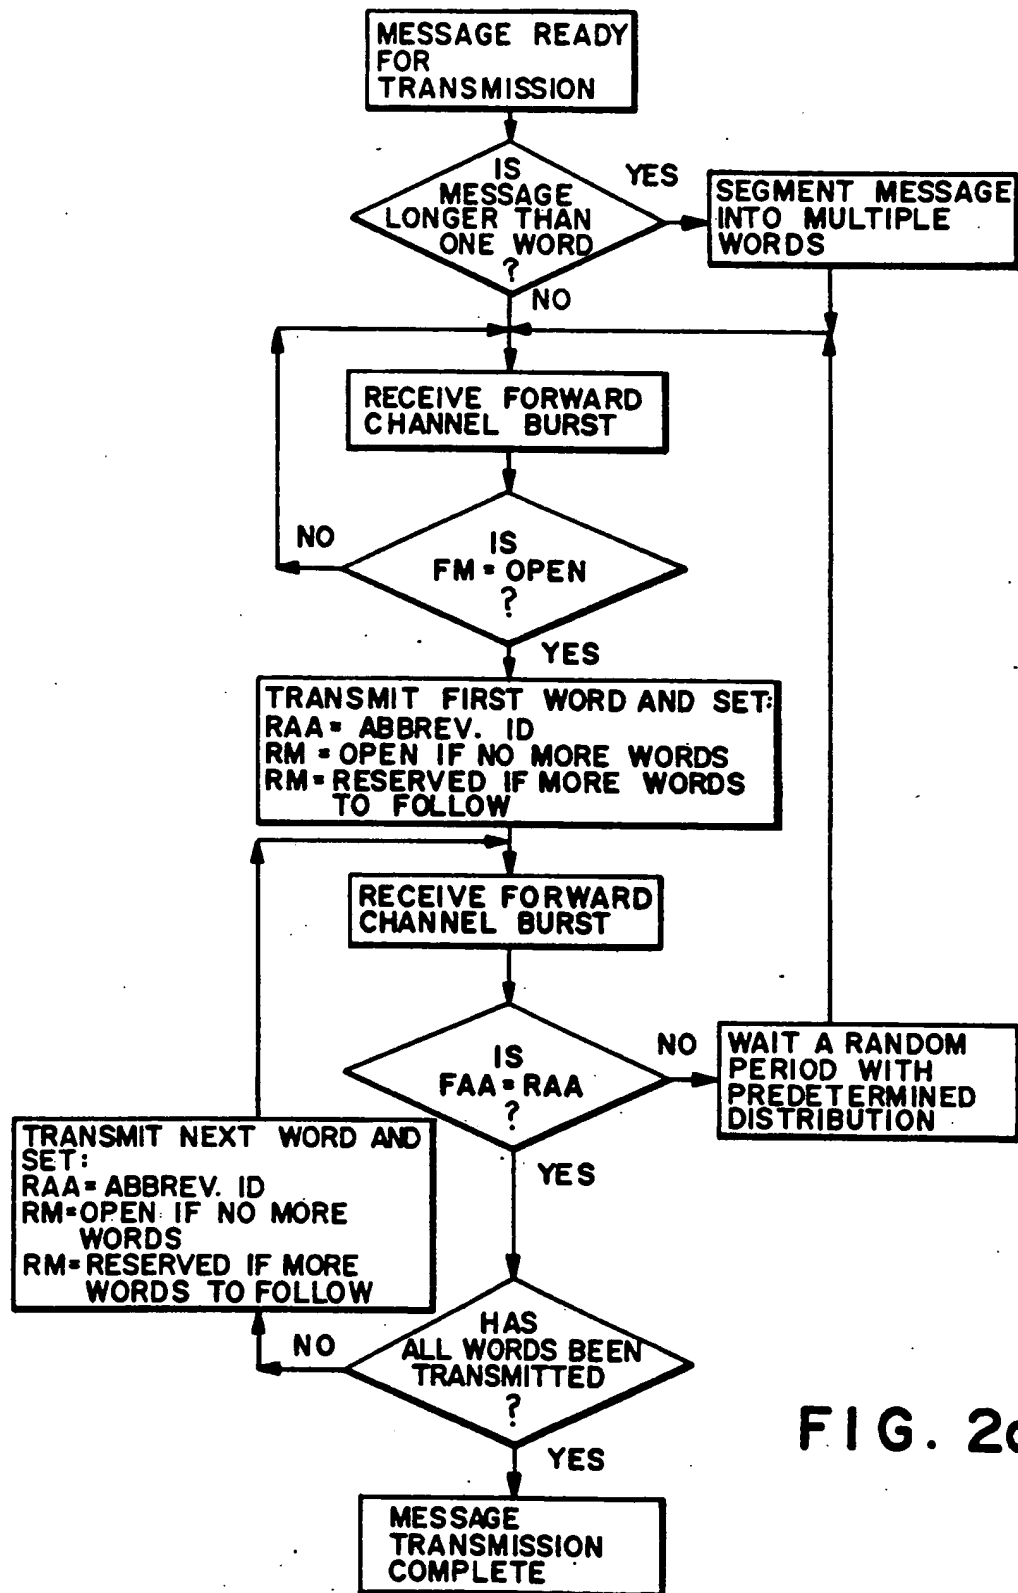 MESSAGE READY
FOR
TRANSMISSION
IS
MESSAGE
LONGER THAN
ONE WORD
?
YES
SEGMENT MESSAGE
INTO MULTIPLE
WORDS
NO
RECEIVE FORWARD
CHANNEL BURST
NO
IS
FM = OPEN
?
YES
TRANSMIT FIRST WORD AND SET:
RAA = ABBREV. ID
RM = OPEN IF NO MORE WORDS
RM = RESERVED IF MORE WORDS
TO FOLLOW
RECEIVE FORWARD
CHANNEL BURST
IS
FAA = RAA
?
NO
WAIT A RANDOM
PERIOD WITH
PREDETERMINED
DISTRIBUTION
YES
TRANSMIT NEXT WORD AND
SET:
RAA = ABBREV. ID
RM = OPEN IF NO MORE
WORDS
RM = RESERVED IF MORE
WORDS TO FOLLOW
NO
HAS
ALL WORDS BEEN
TRANSMITTED
?
YES
MESSAGE
TRANSMISSION
COMPLETE
FIG.